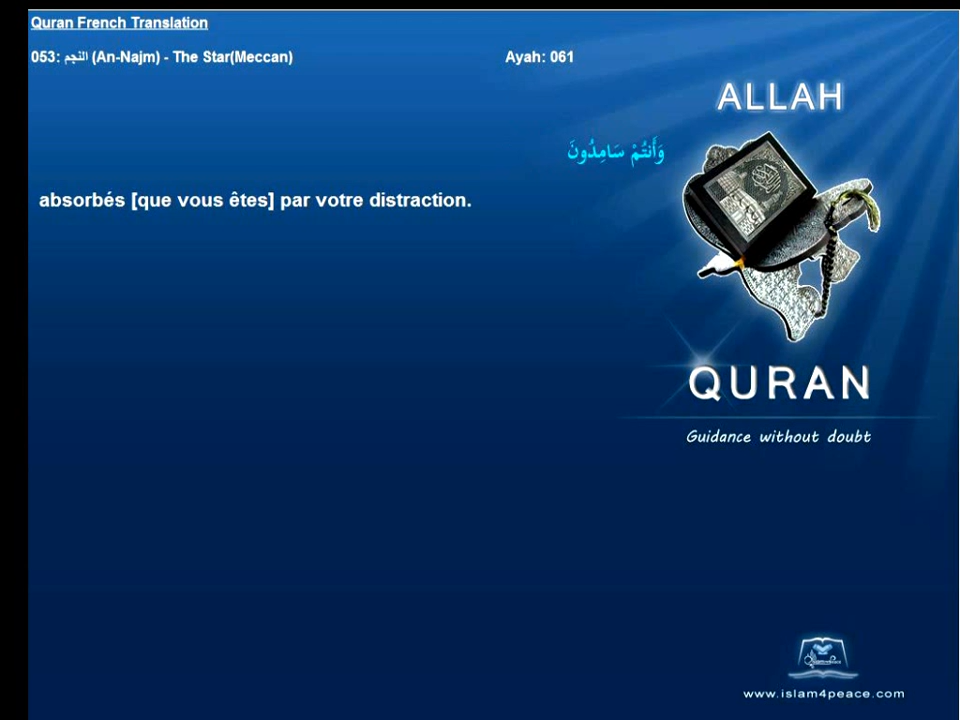 Quran French Translation
053: النجم (An-Najm) - The Star(Meccan) Ayah: 061
ALLAH
وَأَنتُمْ سَامِدُونَ
absorbés [que vous êtes] par votre distraction.
QURAN
Guidance without doubt
www.islam4peace.com